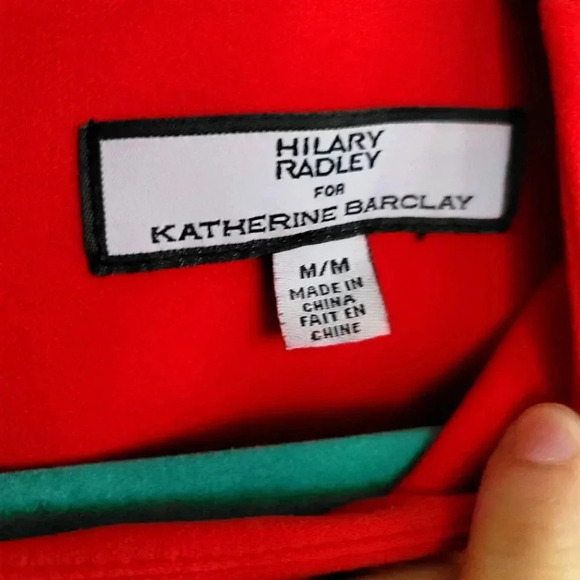 HILARY
RADLEY
FOR
KATHERINE BARCLAY
M/M
MADE IN
CHINA
FAIT EN
CHINE